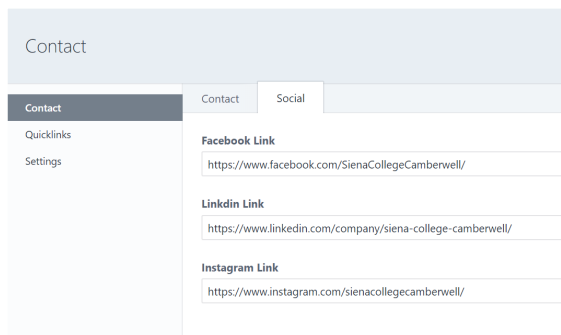 Contact
Contact
Quicklinks
Settings
Contact
Social
Facebook Link
https://www.facebook.com/SienaCollegeCamberwell/
Linkdin Link
https://www.linkedin.com/company/siena-college-camberwell/
Instagram Link
https://www.instagram.com/sienacollegecamberwell/